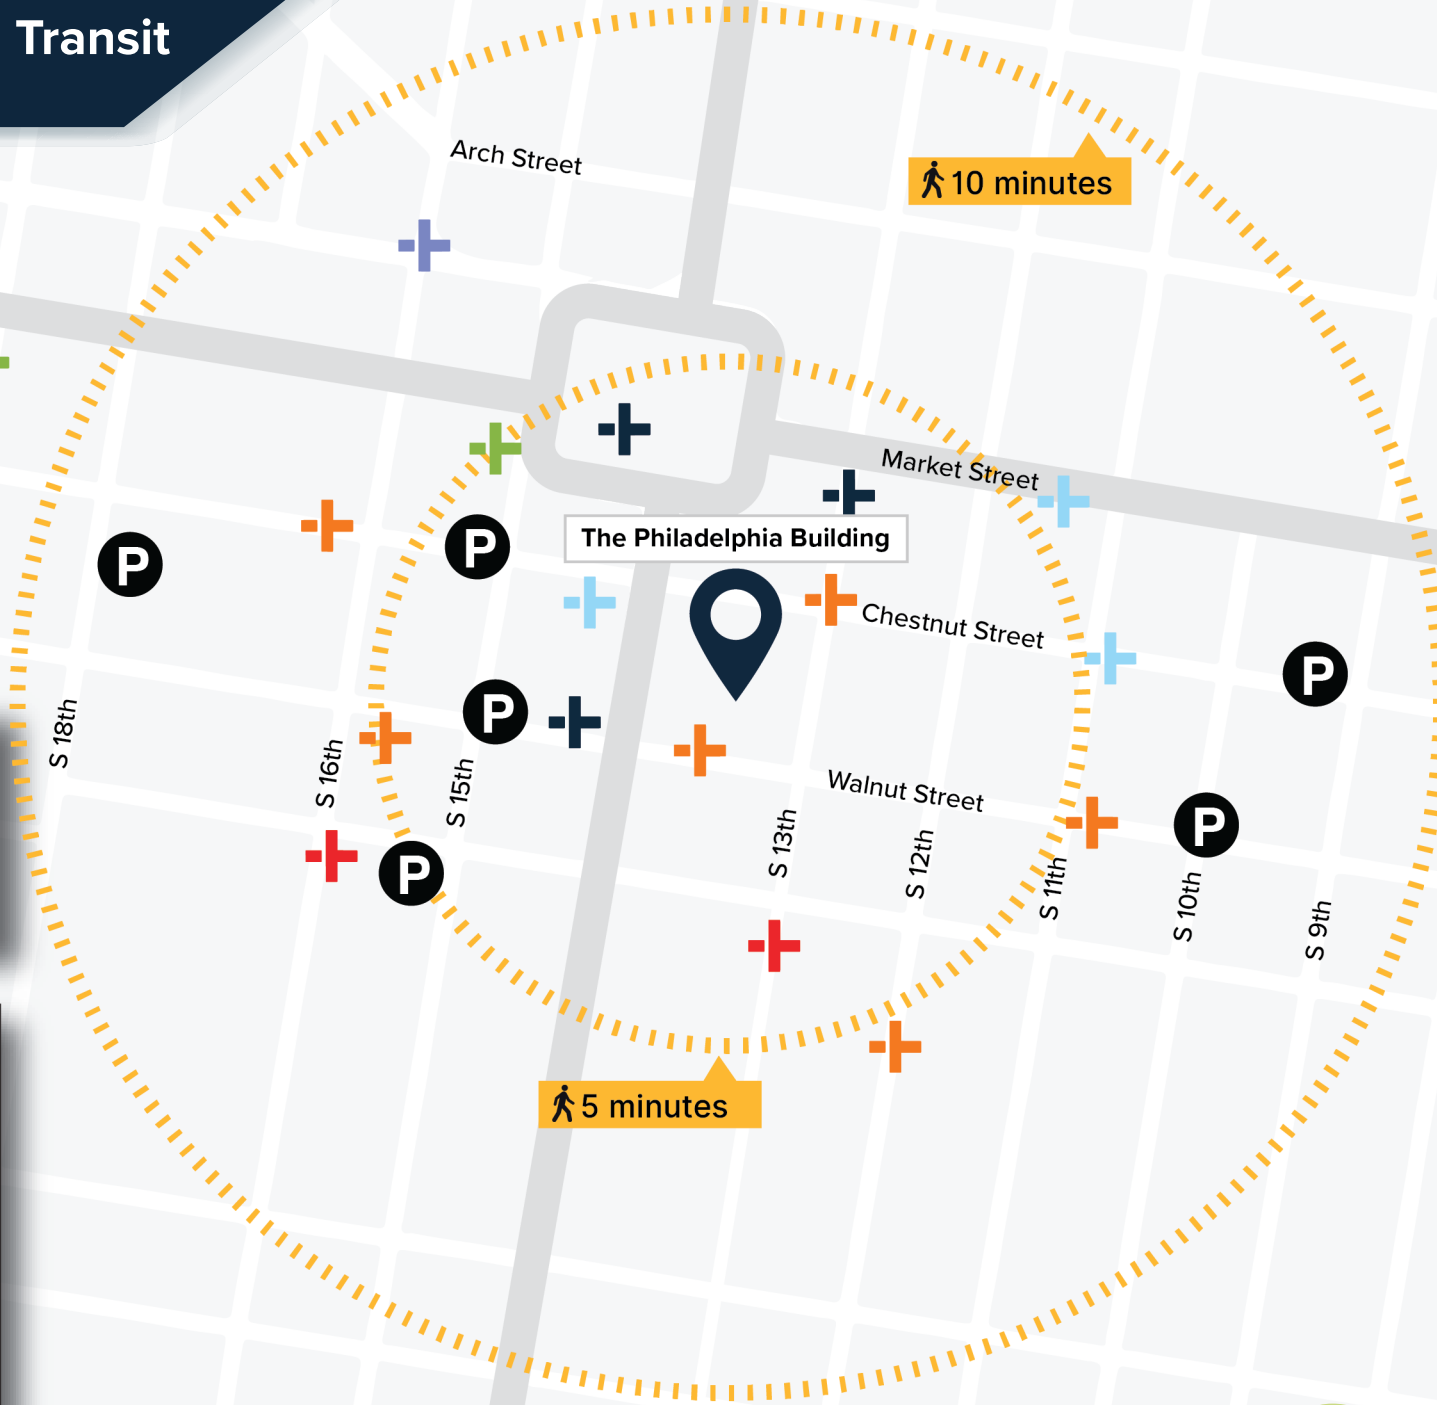 Transit
Arch Street
10 minutes
Market Street
The Philadelphia Building
P
P
Chestnut Street
P
P
S 18th
S 16th
S 15th
Walnut Street
P
P
S 13th
S 12th
S 11th
S 10th
S 9th
5 minutes